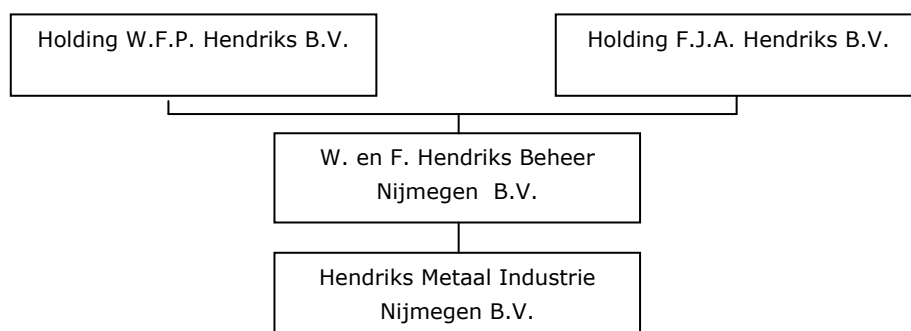 Holding W.F.P. Hendriks B.V.
Holding F.J.A. Hendriks B.V.
W. en F. Hendriks Beheer
Nijmegen B.V.
Hendriks Metaal Industrie
Nijmegen B.V.